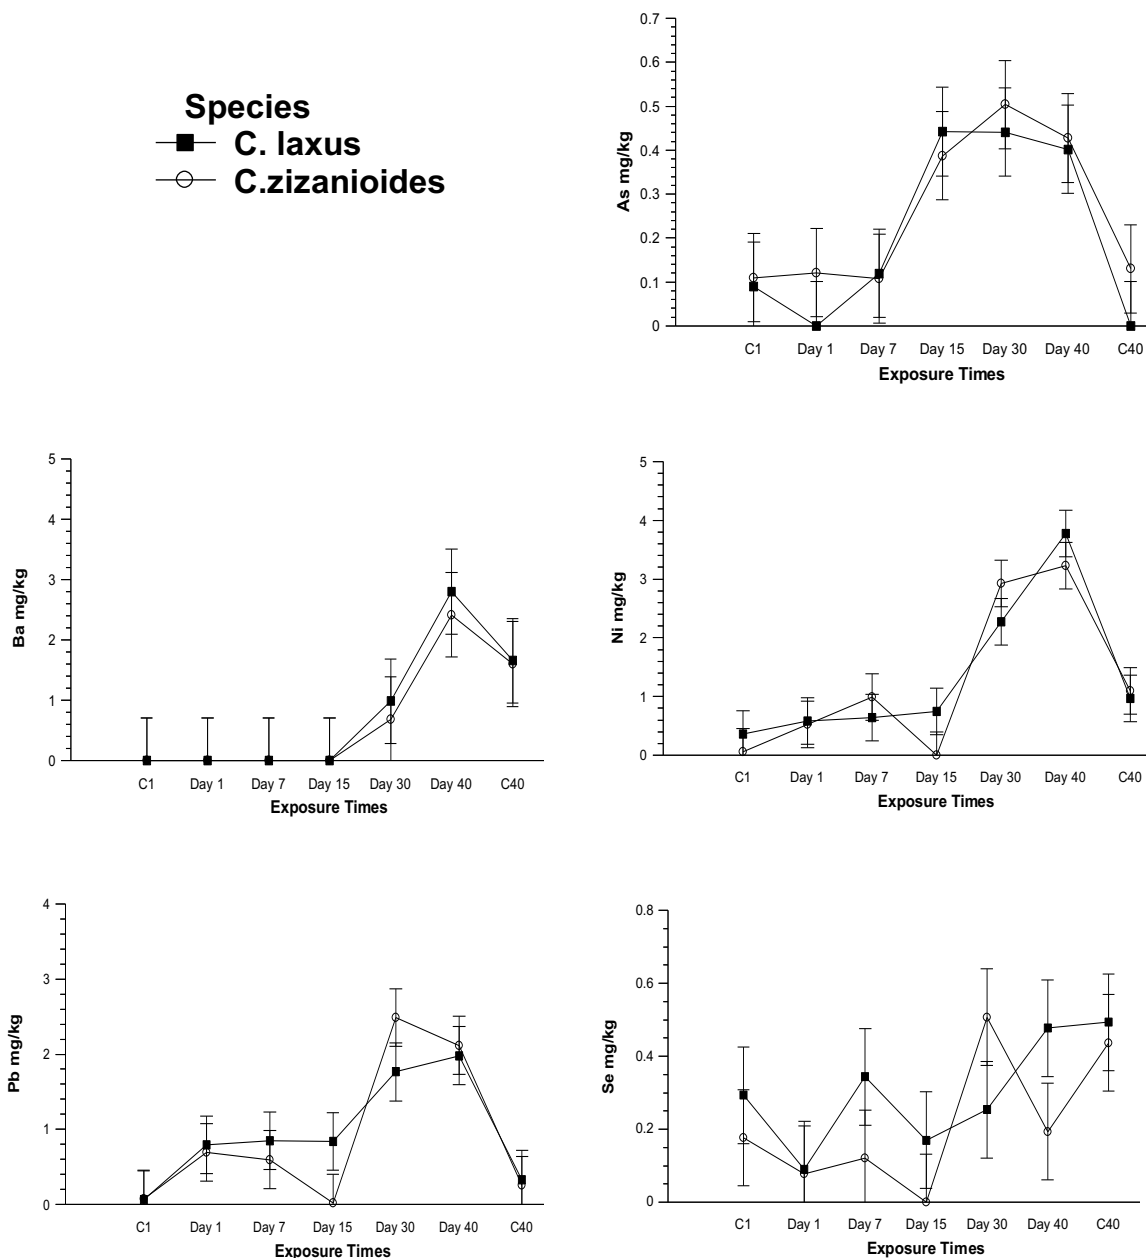 Species
C. laxus
C.zizanioides
As mg/kg
0.7
0.6
0.5
0.4
0.3
0.2
0.1
0
C1 Day 1 Day 7 Day 15 Day 30 Day 40 C40
Exposure Times
Ba mg/kg
5
4
3
2
1
0
C1 Day 1 Day 7 Day 15 Day 30 Day 40 C40
Exposure Times
Ni mg/kg
5
4
3
2
1
0
C1 Day 1 Day 7 Day 15 Day 30 Day 40 C40
Exposure Times
Pb mg/kg
4
3
2
1
0
C1 Day 1 Day 7 Day 15 Day 30 Day 40 C40
Exposure Times
Se mg/kg
0.8
0.6
0.4
0.2
0
C1 Day 1 Day 7 Day 15 Day 30 Day 40 C40
Exposure Times